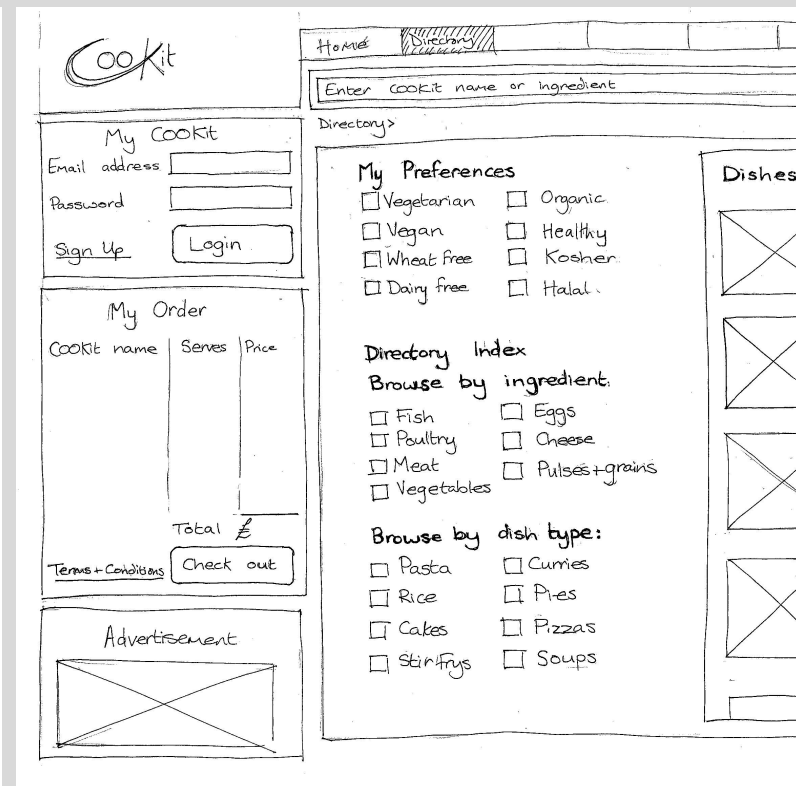 COOKit
Home Directory
Enter COOKit name or ingredient
Directory>
My COOKit
Email address
Password
Sign Up Login
My Order
COOKit name Serves Price
Total £
Terms + Conditions Check out
Advertisement
My Preferences
Vegetarian Organic
Vegan Healthy
Wheat free Kosher
Dairy free Halal
Directory Index
Browse by ingredient:
Fish Eggs
Poultry Cheese
Meat Pulses+grains
Vegetables
Browse by dish type:
Pasta Curries
Rice Pies
Cakes Pizzas
Stir frys Soups
Dishes